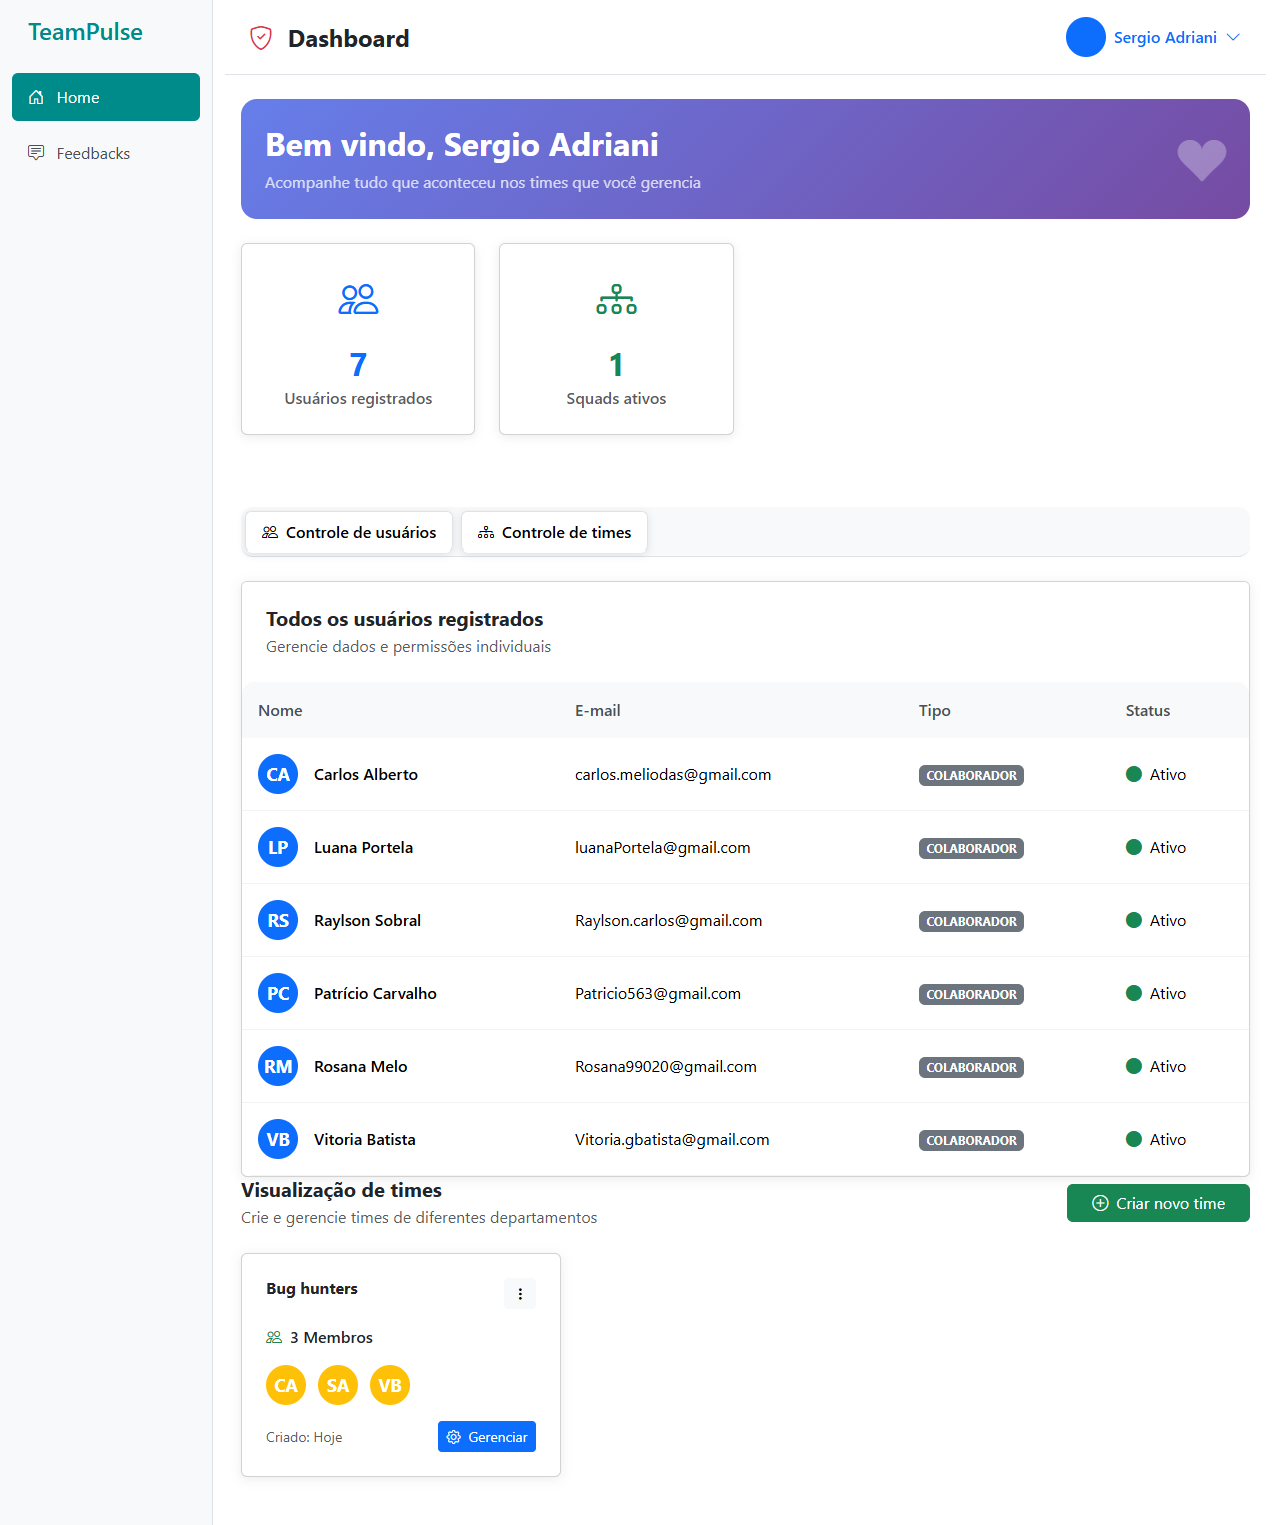 TeamPulse
Home
Feedbacks
Dashboard
Sergio Adriani
Bem vindo, Sergio Adriani
Acompanhe tudo que aconteceu nos times que você gerencia
7
Usuários registrados
1
Squads ativos
Controle de usuários
Controle de times
Todos os usuários registrados
Gerencie dados e permissões individuais
Nome E-mail Tipo Status
CA Carlos Alberto carlos.meliodas@gmail.com COLABORADOR Ativo
LP Luana Portela luanaPortela@gmail.com COLABORADOR Ativo
RS Raylson Sobral Raylson.carlos@gmail.com COLABORADOR Ativo
PC Patrício Carvalho Patricio563@gmail.com COLABORADOR Ativo
RM Rosana Melo Rosana99020@gmail.com COLABORADOR Ativo
VB Vitoria Batista Vitoria.gbatista@gmail.com COLABORADOR Ativo
Visualização de times
Crie e gerencie times de diferentes departamentos
Criar novo time
Bug hunters
3 Membros
CA SA VB
Criado: Hoje
Gerenciar